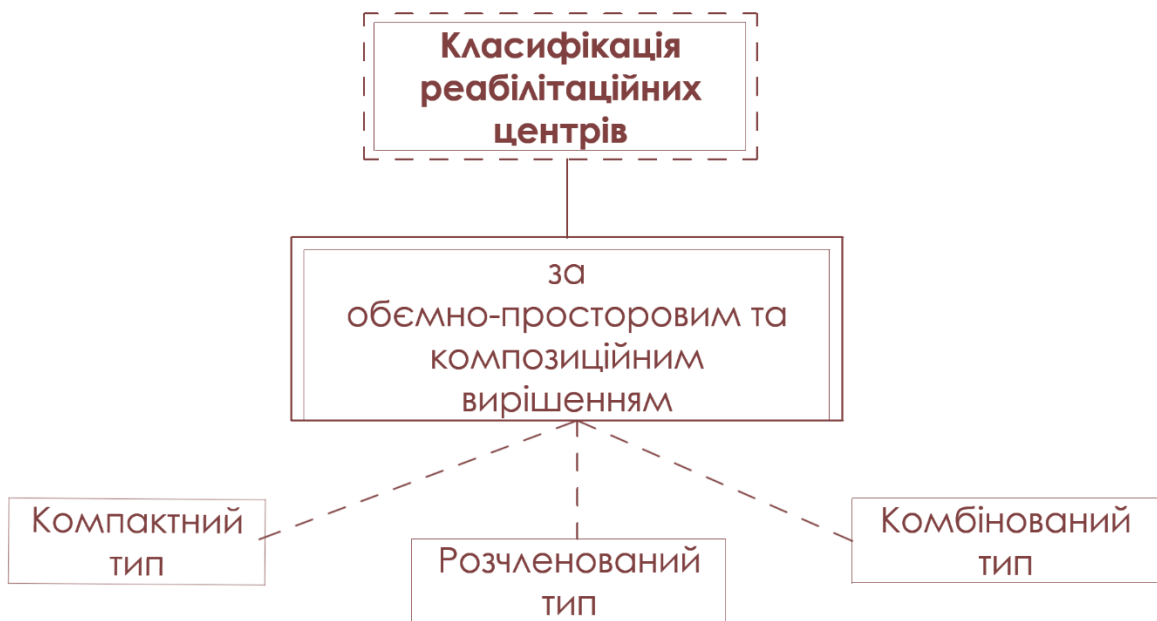 Класифікація
реабілітаційних
центрів
за
обємно-просторовим та
композиційним
вирішенням
Компактний
тип
Розчленований
тип
Комбінований
тип